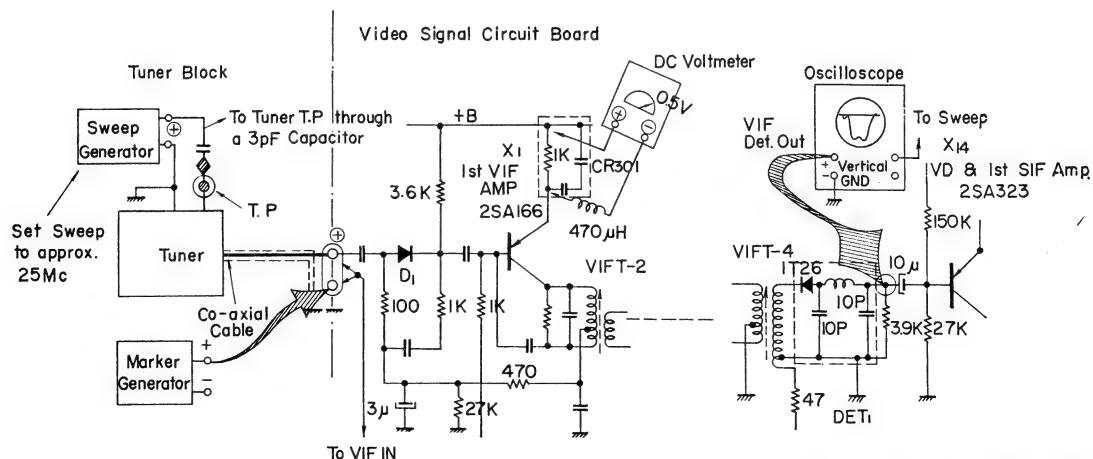 Video Signal Circuit Board
Tuner Block
DC Voltmeter
Oscilloscope
Sweep
Generator
+
To Tuner T.P through
a 3pF Capacitor
T.P
Set Sweep
to approx.
25Mc
Tuner
Co-axial
Cable
Marker
Generator
+
−
+
+B
3.6K
X1
1st VIF
AMP
2SA166
1K
CR301
0.5V
+
−
470μH
VIFT-2
D1
100
1K
1K
470
3μ
27K
To VIF IN
VIF
Det. Out
+
−
Vertical
GND
To Sweep
X14
VD & 1st SIF Amp.
2SA323
150K
VIFT-4
1T26
10μ
10P
10P
3.9K
27K
47
DET1